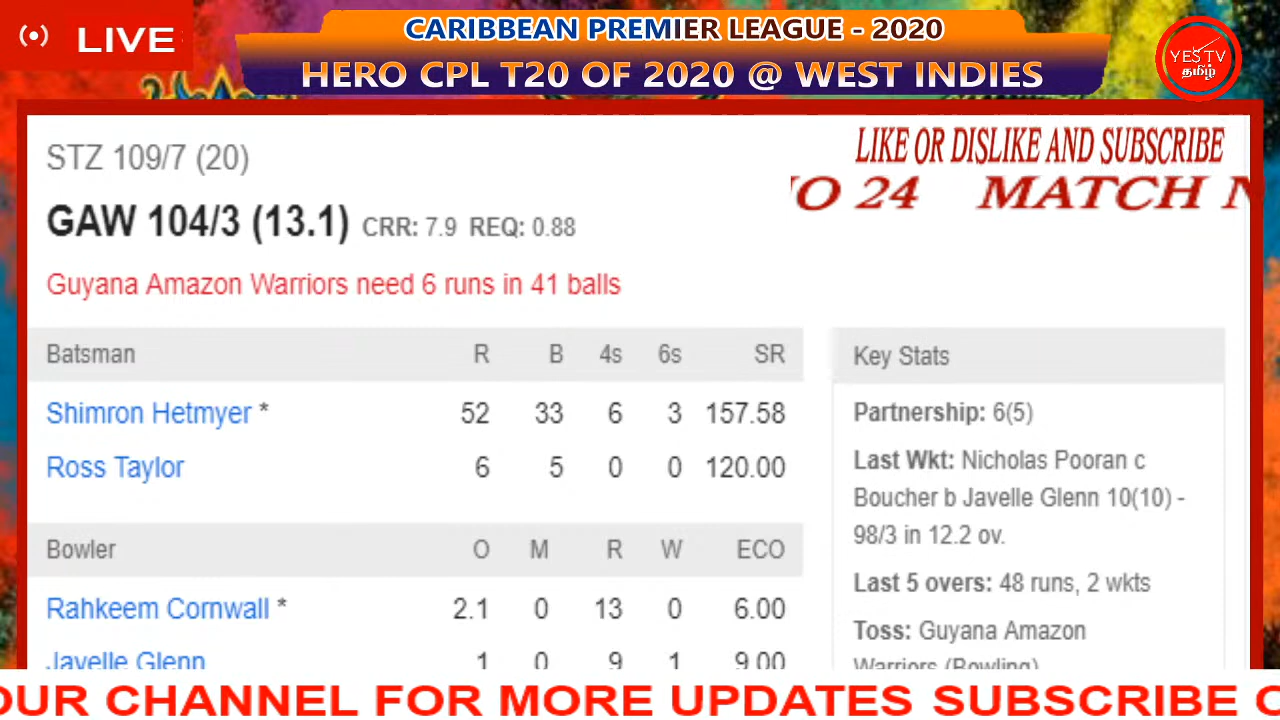 LIVE
CARIBBEAN PREMIER LEAGUE - 2020
HERO CPL T20 OF 2020 @ WEST INDIES
YES TV
தமிழ்
STZ 109/7 (20)
LIKE OR DISLIKE AND SUBSCRIBE
O 24 MATCH N
GAW 104/3 (13.1) CRR: 7.9 REQ: 0.88
Guyana Amazon Warriors need 6 runs in 41 balls
Batsman R B 4s 6s SR
Shimron Hetmyer * 52 33 6 3 157.58
Ross Taylor 6 5 0 0 120.00
Bowler O M R W ECO
Rahkeem Cornwall * 2.1 0 13 0 6.00
Javelle Glenn 1 0 9 1 9.00
Key Stats
Partnership: 6(5)
Last Wkt: Nicholas Pooran c
Boucher b Javelle Glenn 10(10) -
98/3 in 12.2 ov.
Last 5 overs: 48 runs, 2 wkts
Toss: Guyana Amazon
Warriors (Bowling)
OUR CHANNEL FOR MORE UPDATES SUBSCRIBE O